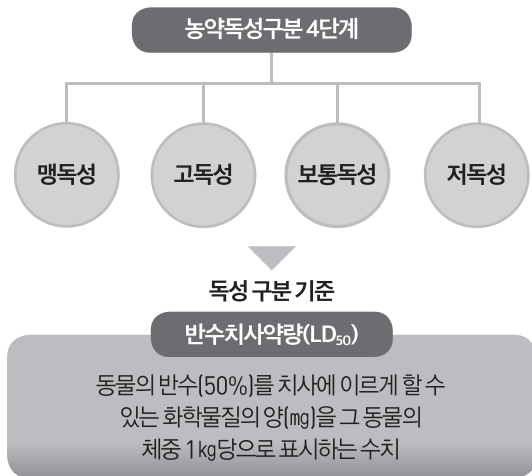 농약독성구분 4단계
맹독성
고독성
보통독성
저독성
독성 구분 기준
반수치사약량(LD₅₀)
동물의 반수(50%)를 치사에 이르게 할 수
있는 화학물질의 양(㎎)을 그 동물의
체중 1㎏당으로 표시하는 수치